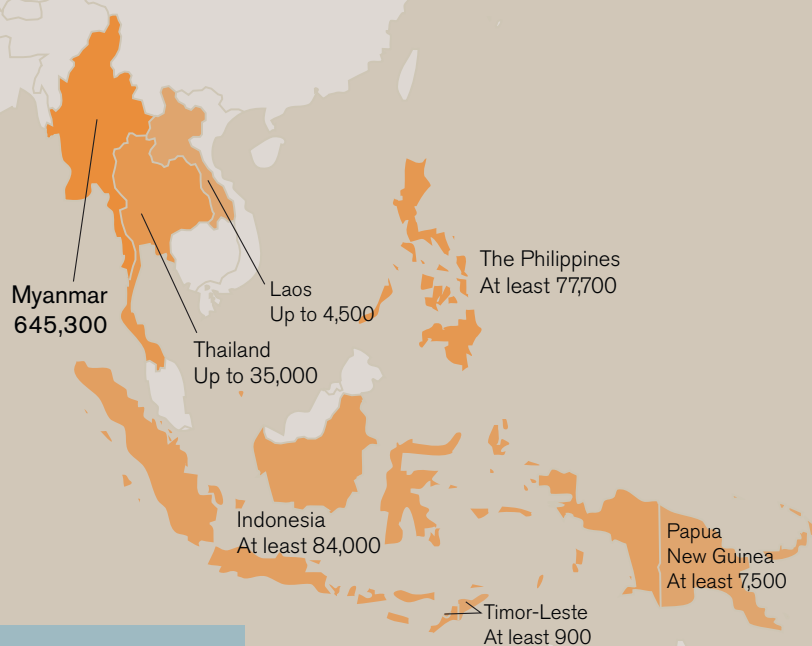 Myanmar
645,300
Laos
Up to 4,500
Thailand
Up to 35,000
The Philippines
At least 77,700
Indonesia
At least 84,000
Papua
New Guinea
At least 7,500
Timor-Leste
At least 900